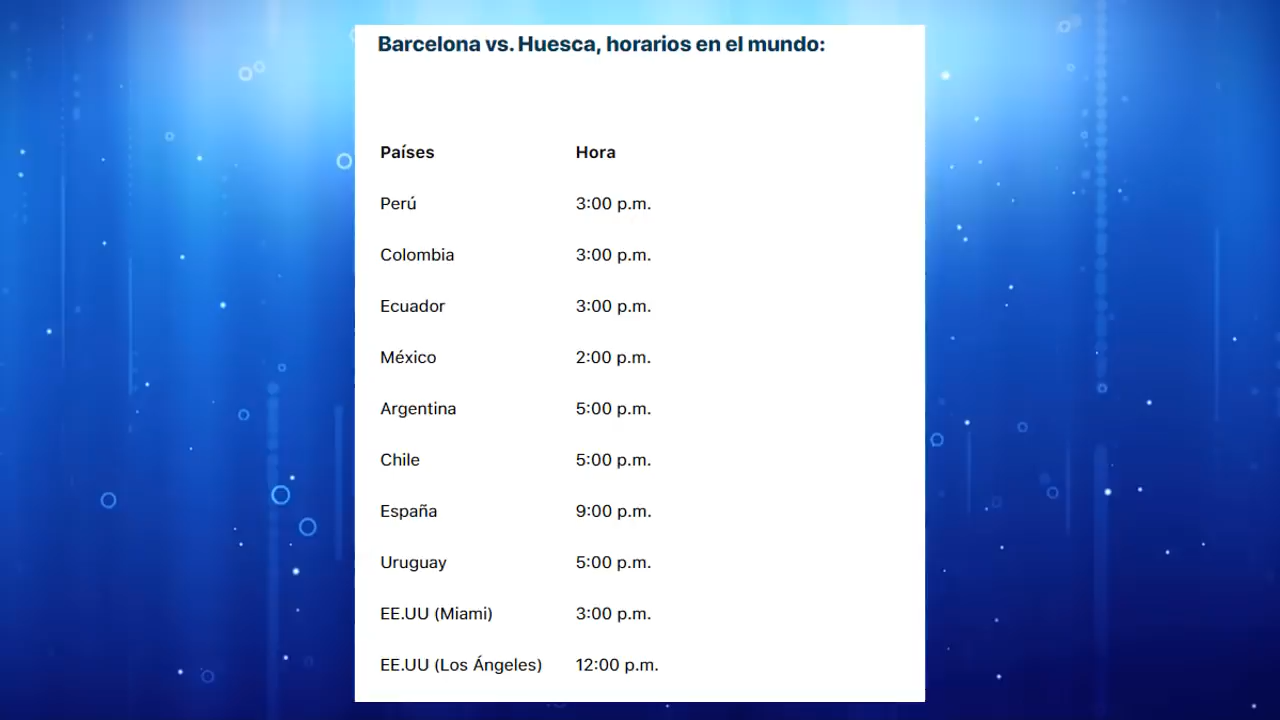 Barcelona vs. Huesca, horarios en el mundo:
Países Hora
Perú 3:00 p.m.
Colombia 3:00 p.m.
Ecuador 3:00 p.m.
México 2:00 p.m.
Argentina 5:00 p.m.
Chile 5:00 p.m.
España 9:00 p.m.
Uruguay 5:00 p.m.
EE.UU (Miami) 3:00 p.m.
EE.UU (Los Ángeles) 12:00 p.m.